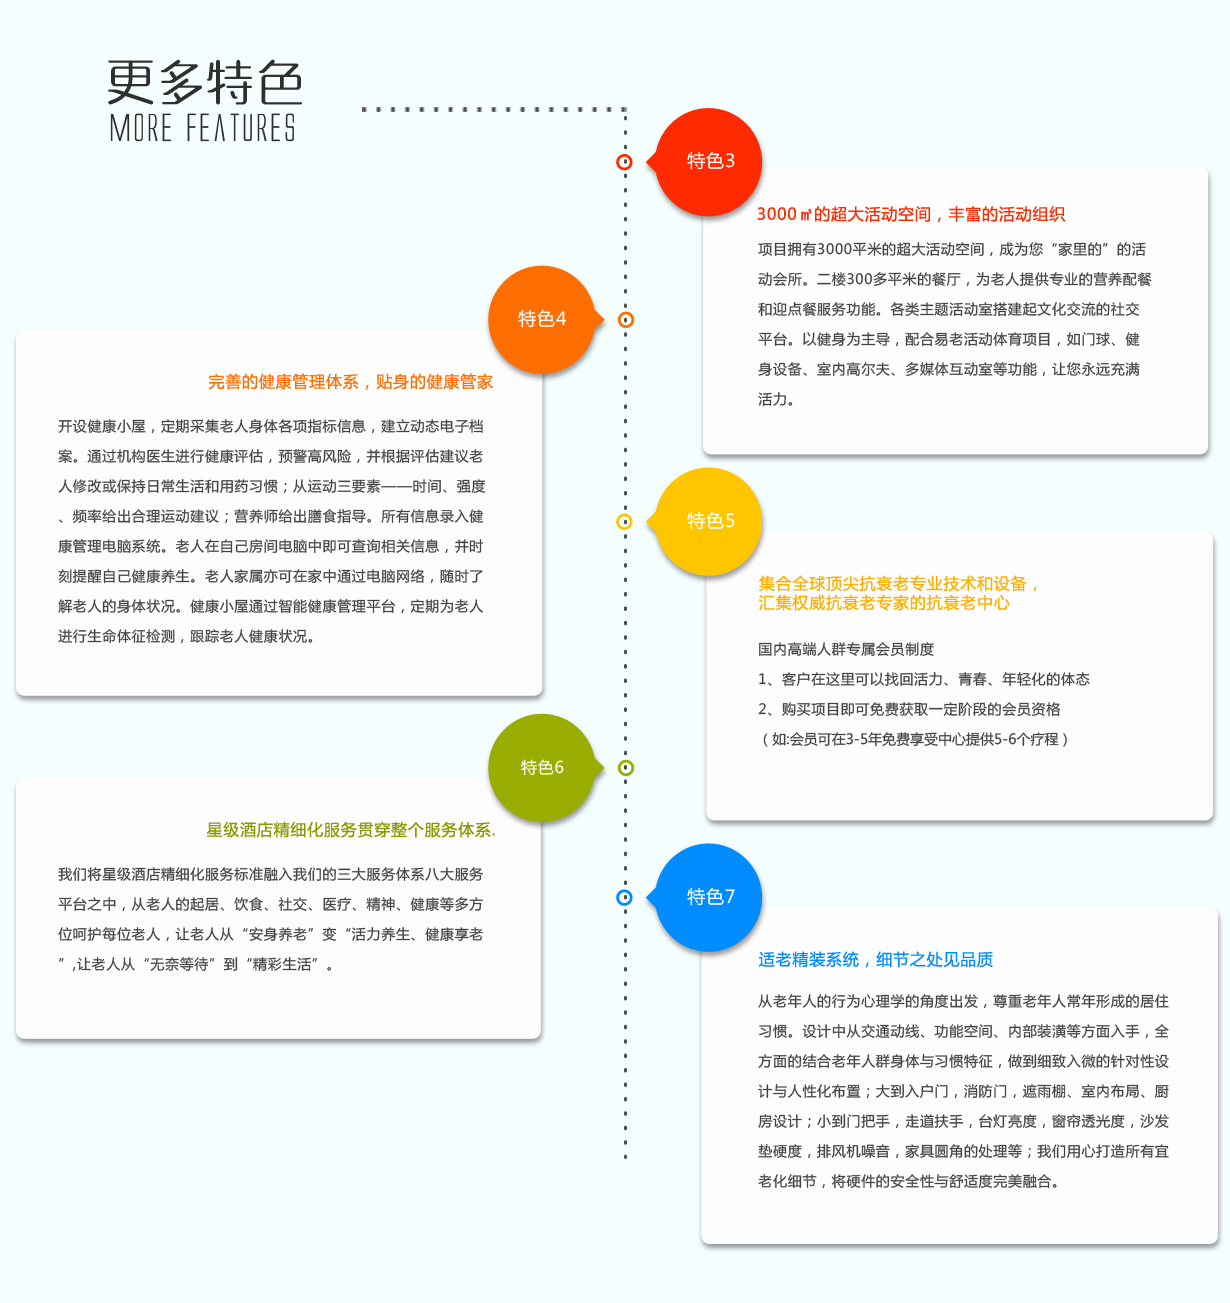 更多特色
MORE FEATURES
特色3
3000㎡的超大活动空间，丰富的活动组织
项目拥有3000平米的超大活动空间，成为您“家里的”的活
动会所。二楼300多平米的餐厅，为老人提供专业的营养配餐
和迎点餐服务功能。各类主题活动室搭建起文化交流的社交
平台。以健身为主导，配合易老活动体育项目，如门球、健
身设备、室内高尔夫、多媒体互动室等功能，让您永远充满
活力。
特色4
完善的健康管理体系，贴身的健康管家
开设健康小屋，定期采集老人身体各项指标信息，建立动态电子档
案。通过机构医生进行健康评估，预警高风险，并根据评估建议老
人修改或保持日常生活和用药习惯；从运动三要素——时间、强度
、频率给出合理运动建议；营养师给出膳食指导。所有信息录入健
康管理电脑系统。老人在自己房间电脑中即可查询相关信息，并时
刻提醒自己健康养生。老人家属亦可在家中通过电脑网络，随时了
解老人的身体状况。健康小屋通过智能健康管理平台，定期为老人
进行生命体征检测，跟踪老人健康状况。
特色5
集合全球顶尖抗衰老专业技术和设备，
汇集权威抗衰老专家的抗衰老中心
国内高端人群专属会员制度
1、客户在这里可以找回活力、青春、年轻化的体态
2、购买项目即可免费获取一定阶段的会员资格
（如:会员可在3-5年免费享受中心提供5-6个疗程）
特色6
星级酒店精细化服务贯穿整个服务体系.
我们将星级酒店精细化服务标准融入我们的三大服务体系八大服务
平台之中，从老人的起居、饮食、社交、医疗、精神、健康等多方
位呵护每位老人，让老人从“安身养老”变“活力养生、健康享老
”,让老人从“无奈等待”到“精彩生活”。
特色7
适老精装系统，细节之处见品质
从老年人的行为心理学的角度出发，尊重老年人常年形成的居住
习惯。设计中从交通动线、功能空间、内部装潢等方面入手，全
方面的结合老年人群身体与习惯特征，做到细致入微的针对性设
计与人性化布置；大到入户门，消防门，遮雨棚、室内布局、厨
房设计；小到门把手，走道扶手，台灯亮度，窗帘透光度，沙发
垫硬度，排风机噪音，家具圆角的处理等；我们用心打造所有宜
老化细节，将硬件的安全性与舒适度完美融合。